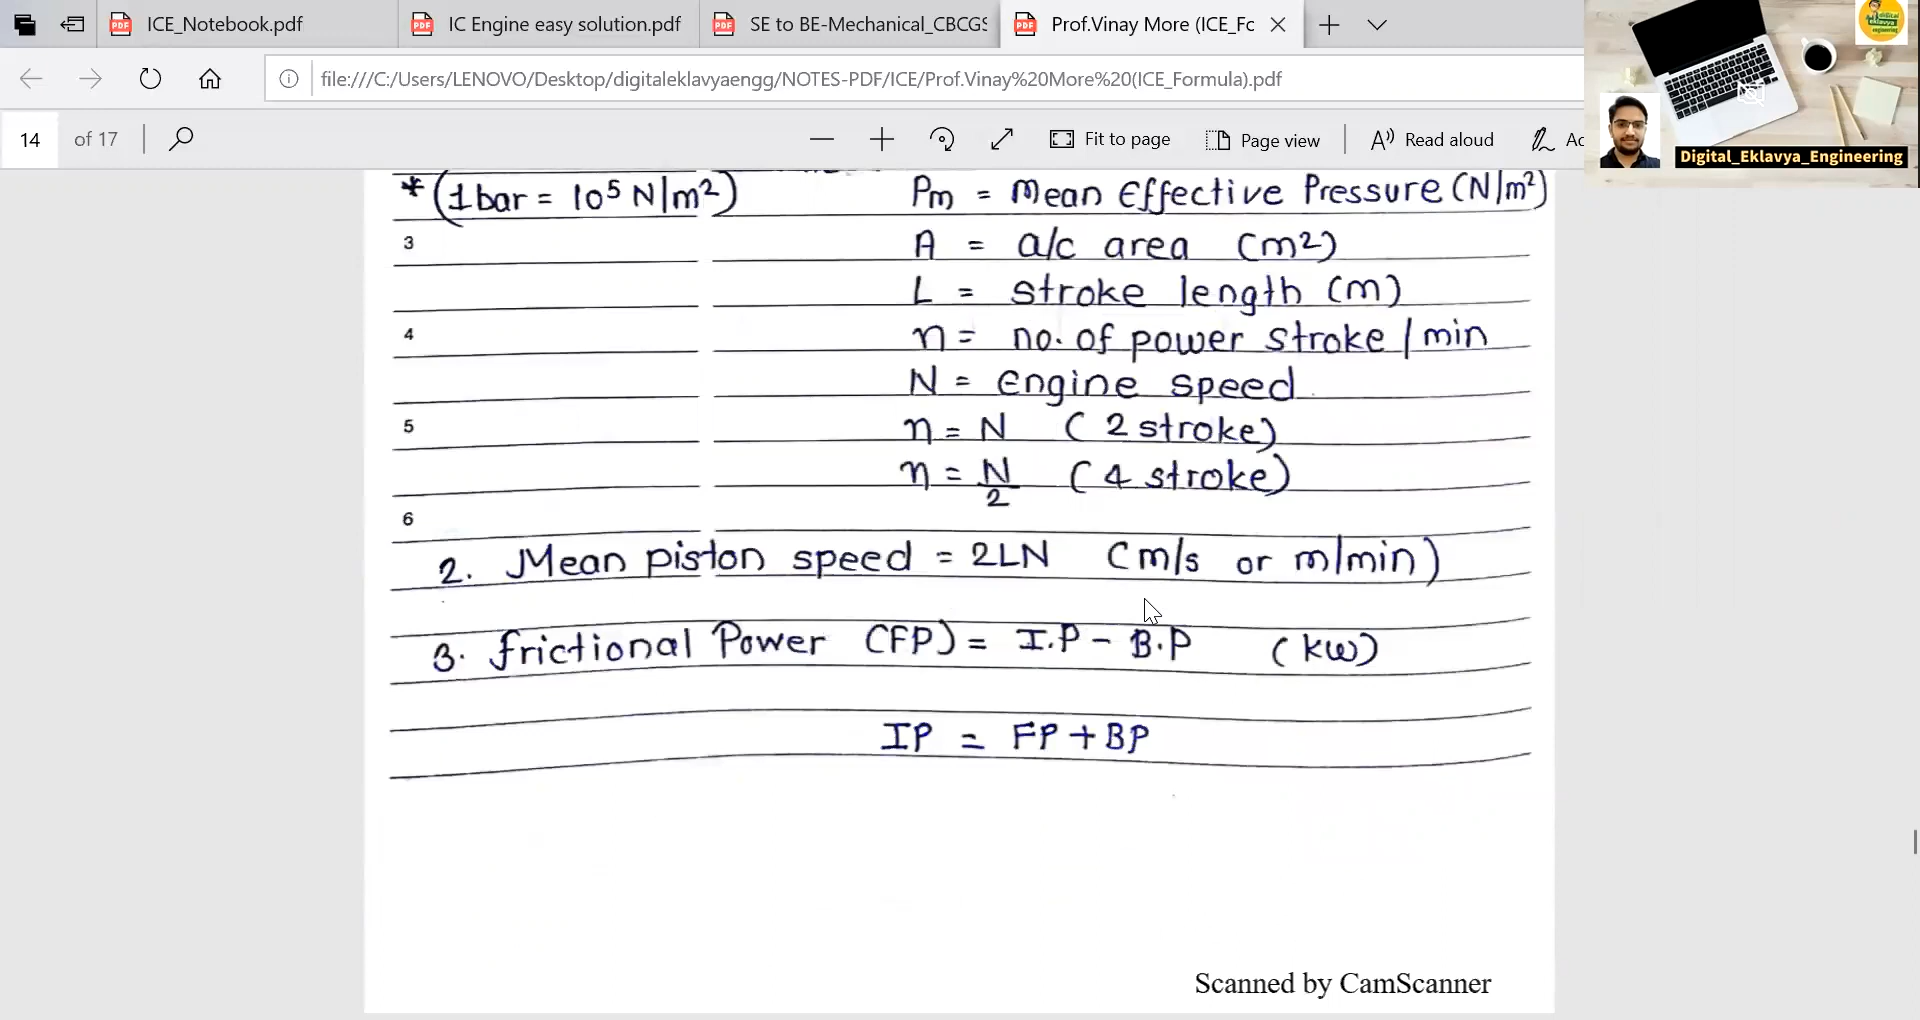 ICE_Notebook.pdf
IC Engine easy solution.pdf
SE to BE-Mechanical_CBCGS
Prof.Vinay More (ICE_Fc
file:///C:/Users/LENOVO/Desktop/digitaleklavyaengg/NOTES-PDF/ICE/Prof.Vinay%20More%20(ICE_Formula).pdf
14 of 17
Fit to page
Page view
Read aloud
Digital_Eklavya_Engineering
*(1bar = 10⁵ N/m²)
Pm = Mean Effective Pressure (N/m²)
3
A = a/c area (m²)
L = stroke length (m)
4
n = no. of power stroke / min
N = Engine speed
5
n = N (2 stroke)
n = N/2 (4 stroke)
6
2. Mean piston speed = 2LN (m/s or m/min)
3. frictional Power (FP) = I.P - B.P (kw)
IP = FP + BP
Scanned by CamScanner